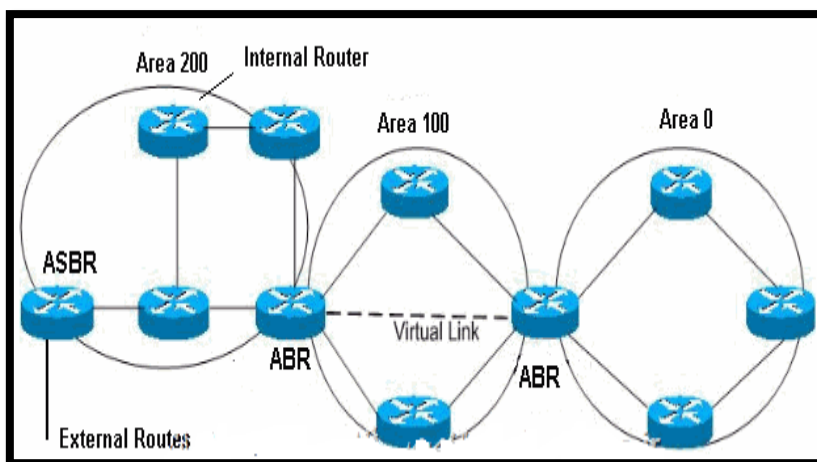 Area 200
Internal Router
Area 100
Area 0
ASBR
Virtual Link
ABR
ABR
External Routes